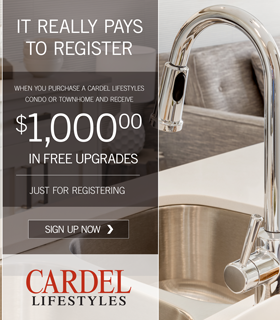 IT REALLY PAYS
TO REGISTER
WHEN YOU PURCHASE A CARDEL LIFESTYLES
CONDO OR TOWNHOME AND RECEIVE
$1,00000
IN FREE UPGRADES
JUST FOR REGISTERING
SIGN UP NOW ❯
CARDEL
LIFESTYLES